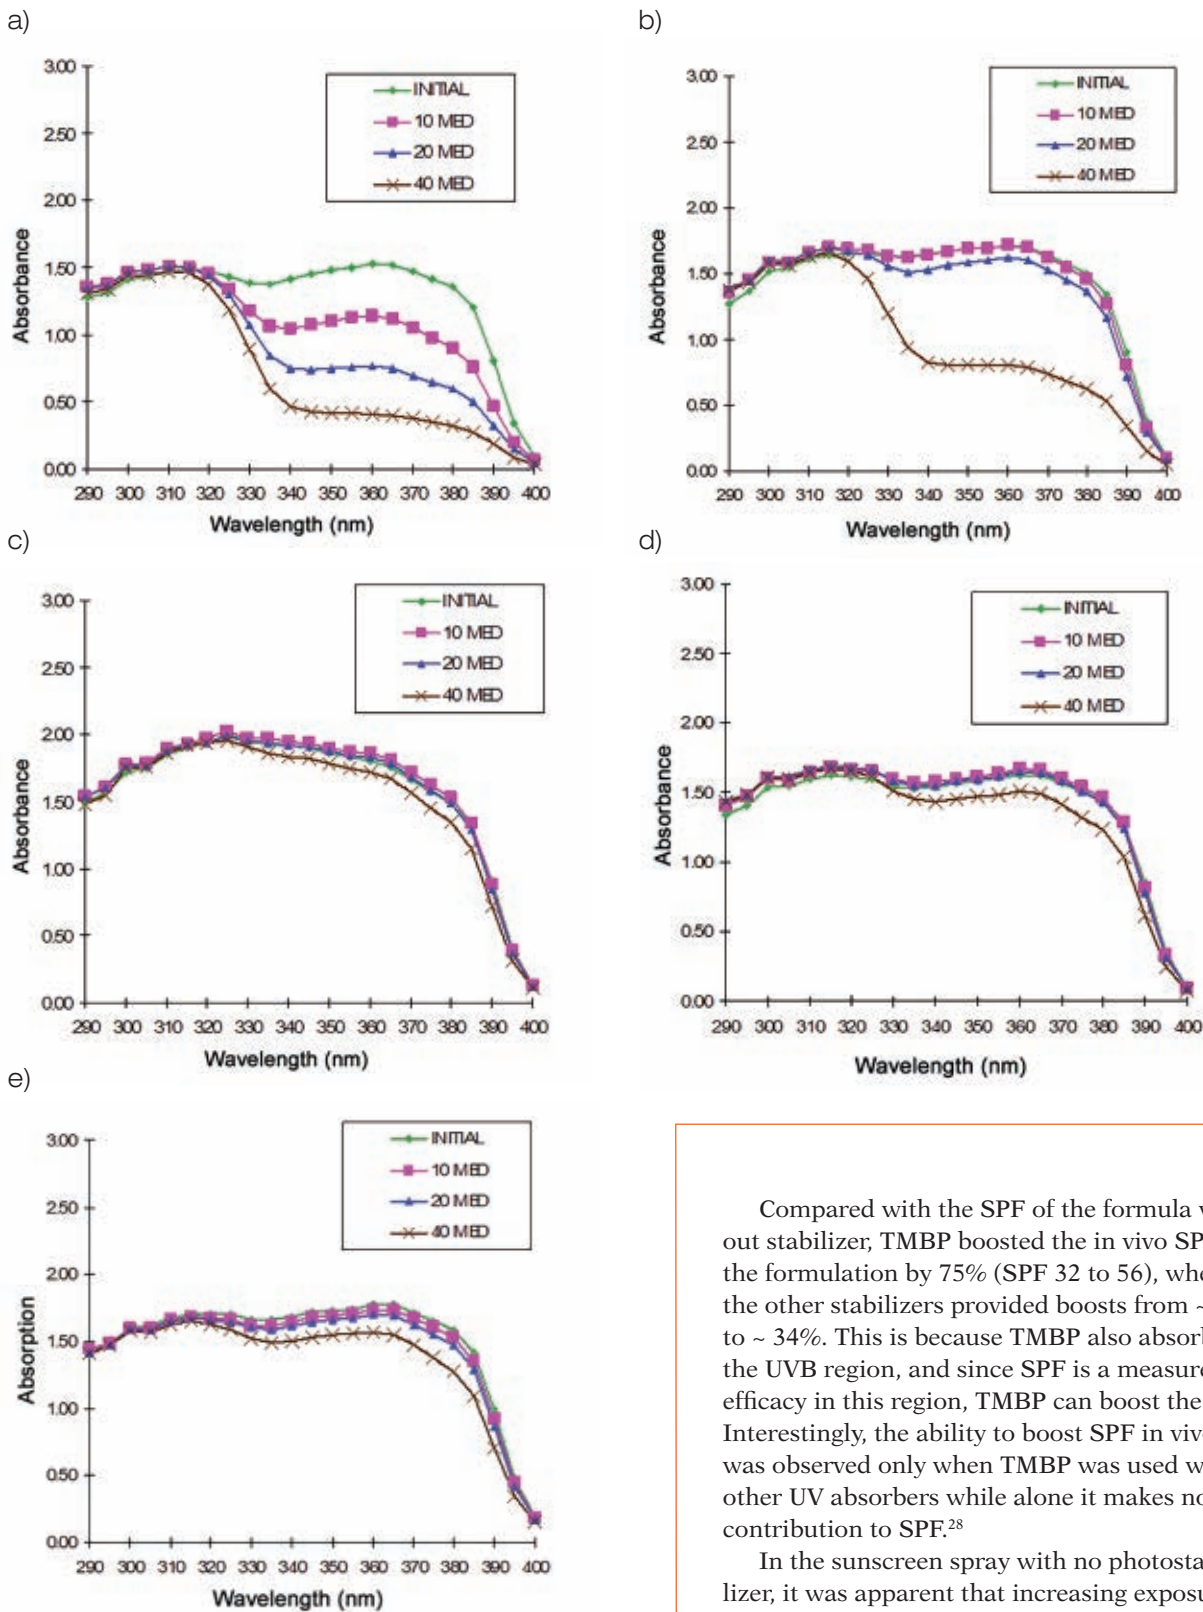 a)
3.00
2.50
2.00
1.50
1.00
0.50
0.00
Absorbance
INITIAL
10 MED
20 MED
40 MED
290 300 310 320 330 340 350 360 370 380 390 400
Wavelength (nm)
b)
3.00
2.50
2.00
1.50
1.00
0.50
0.00
Absorbance
INITIAL
10 MED
20 MED
40 MED
290 300 310 320 330 340 350 360 370 380 390 400
Wavelength (nm)
c)
3.00
2.50
2.00
1.50
1.00
0.50
0.00
Absorbance
INITIAL
10 MED
20 MED
40 MED
290 300 310 320 330 340 350 360 370 380 390 400
Wavelength (nm)
d)
3.00
2.50
2.00
1.50
1.00
0.50
0.00
Absorbance
INITIAL
10 MED
20 MED
40 MED
290 300 310 320 330 340 350 360 370 380 390 400
Wavelength (nm)
e)
3.00
2.50
2.00
1.50
1.00
0.50
0.00
Absorption
INITIAL
10 MED
20 MED
40 MED
290 300 310 320 330 340 350 360 370 380 390 400
Wavelength (nm)
Compared with the SPF of the formula w
out stabilizer, TMBP boosted the in vivo SP
the formulation by 75% (SPF 32 to 56), whe
the other stabilizers provided boosts from ~
to ~ 34%. This is because TMBP also absorb
the UVB region, and since SPF is a measure
efficacy in this region, TMBP can boost the
Interestingly, the ability to boost SPF in vivo
was observed only when TMBP was used w
other UV absorbers while alone it makes no
contribution to SPF.28
In the sunscreen spray with no photosta
lizer, it was apparent that increasing exposu